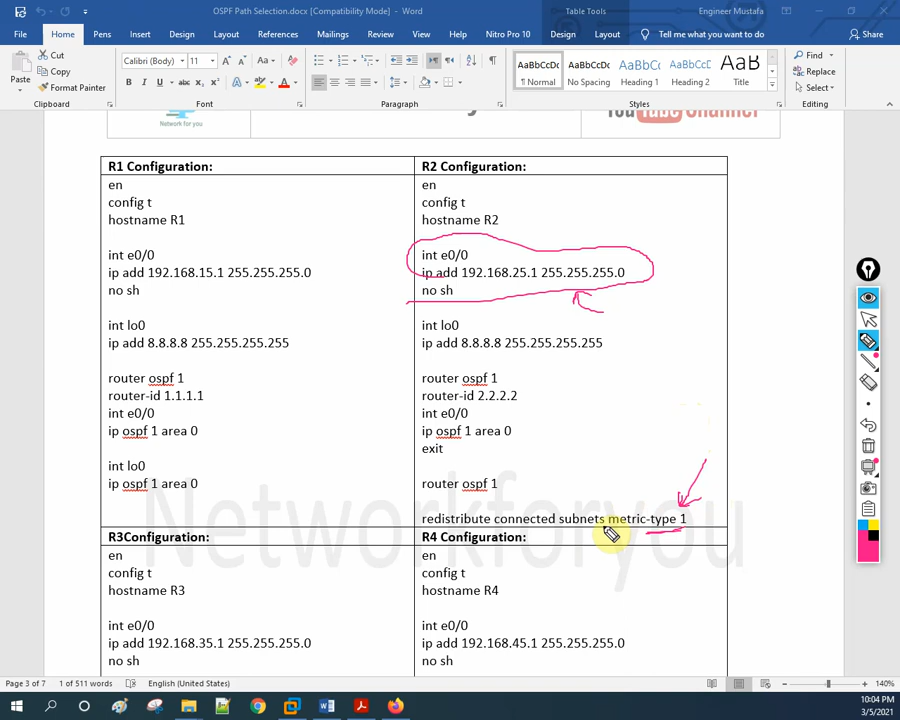 OSPF Path Selection.docx [Compatibility Mode] - Word
Table Tools
Engineer Mustafa
File Home Pens Insert Design Layout References Mailings Review View Help Nitro Pro 10 Design Layout Tell me what you want to do Share
Cut
Copy
Format Painter
Paste
Calibri (Body) 11
Clipboard
Font
Paragraph
AaBbCcDc AaBbCcDc AaBbC AaBbCcD AaB
¶ Normal No Spacing Heading 1 Heading 2 Title
Styles
Find
Replace
Select
Editing
Network for you
YouTube Channel
R1 Configuration:
en
config t
hostname R1
int e0/0
ip add 192.168.15.1 255.255.255.0
no sh
int lo0
ip add 8.8.8.8 255.255.255.255
router ospf 1
router-id 1.1.1.1
int e0/0
ip ospf 1 area 0
int lo0
ip ospf 1 area 0
R2 Configuration:
en
config t
hostname R2
int e0/0
ip add 192.168.25.1 255.255.255.0
no sh
int lo0
ip add 8.8.8.8 255.255.255.255
router ospf 1
router-id 2.2.2.2
int e0/0
ip ospf 1 area 0
exit
router ospf 1
redistribute connected subnets metric-type 1
R3Configuration:
en
config t
hostname R3
int e0/0
ip add 192.168.35.1 255.255.255.0
no sh
R4 Configuration:
en
config t
hostname R4
int e0/0
ip add 192.168.45.1 255.255.255.0
no sh
Networkforyou
Page 3 of 7 1 of 511 words English (United States) 140%
10:04 PM
3/5/2021